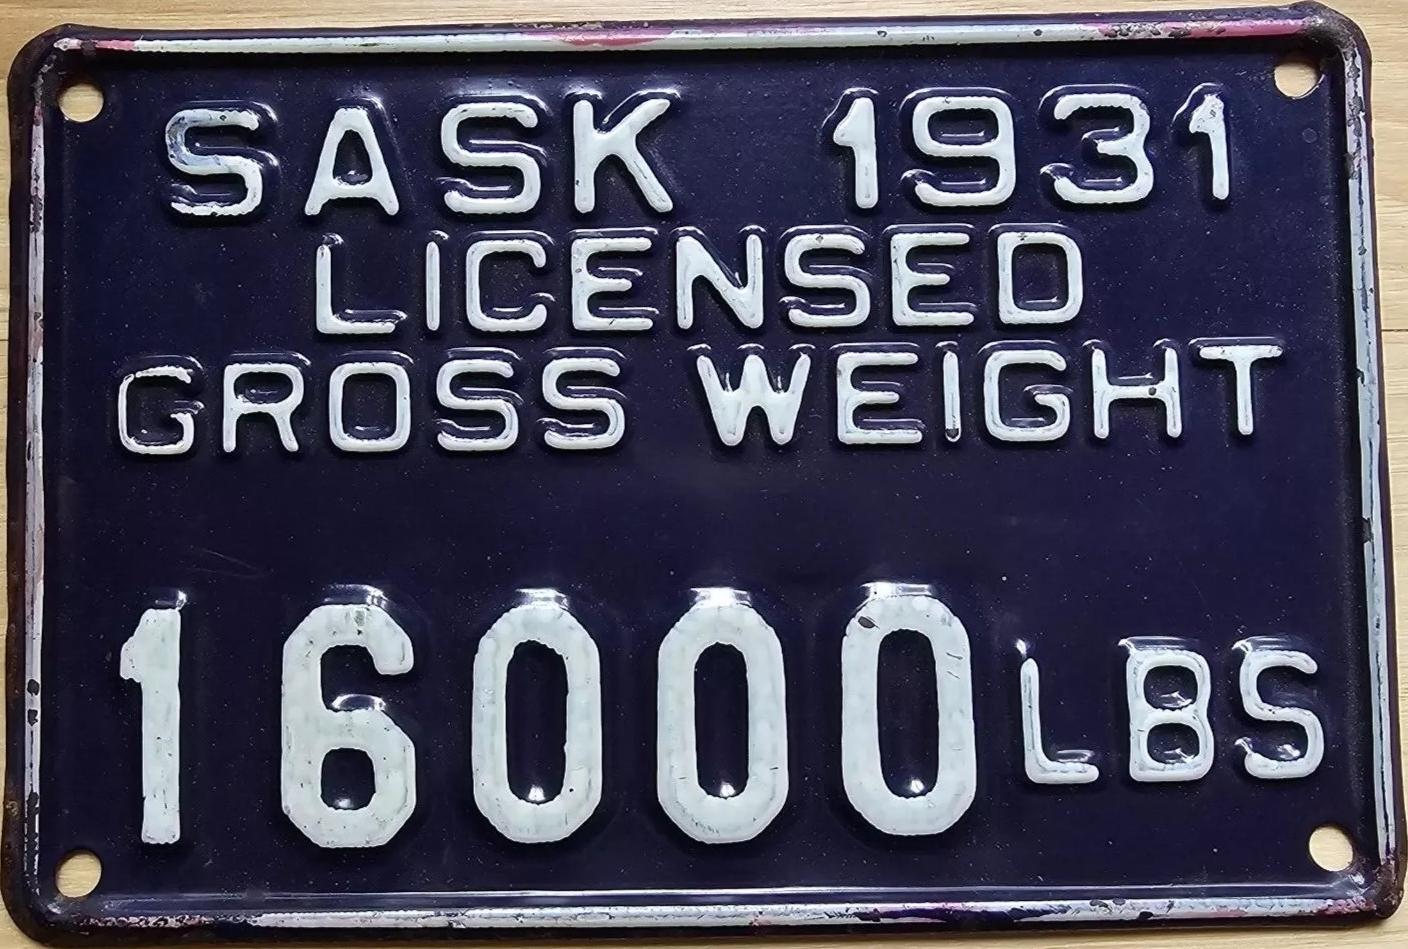 SASK 1931
LICENSED
GROSS WEIGHT
16000 LBS